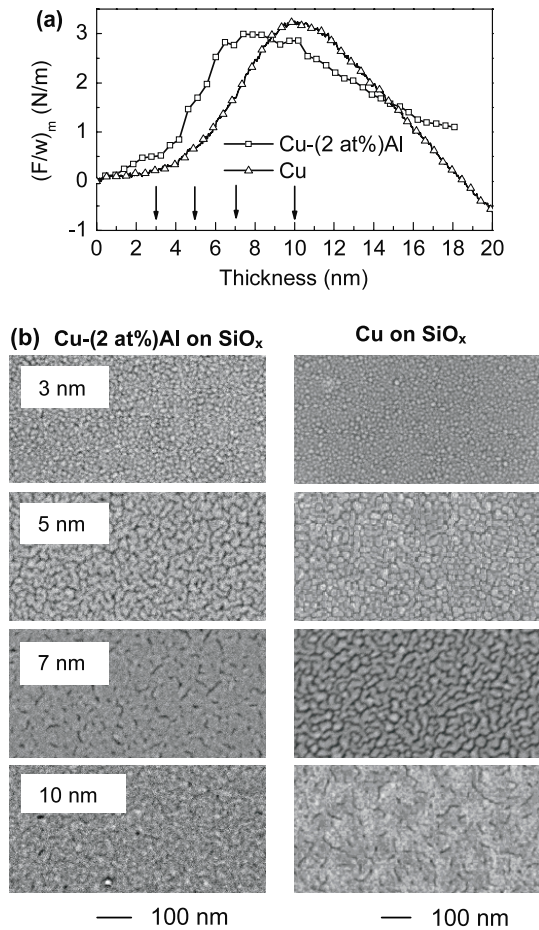 (a)
(F/w)m (N/m)
3
2
1
0
-1
Cu-(2 at%)Al
Cu
0 2 4 6 8 10 12 14 16 18 20
Thickness (nm)
(b) Cu-(2 at%)Al on SiOx
Cu on SiOx
3 nm
5 nm
7 nm
10 nm
100 nm
100 nm